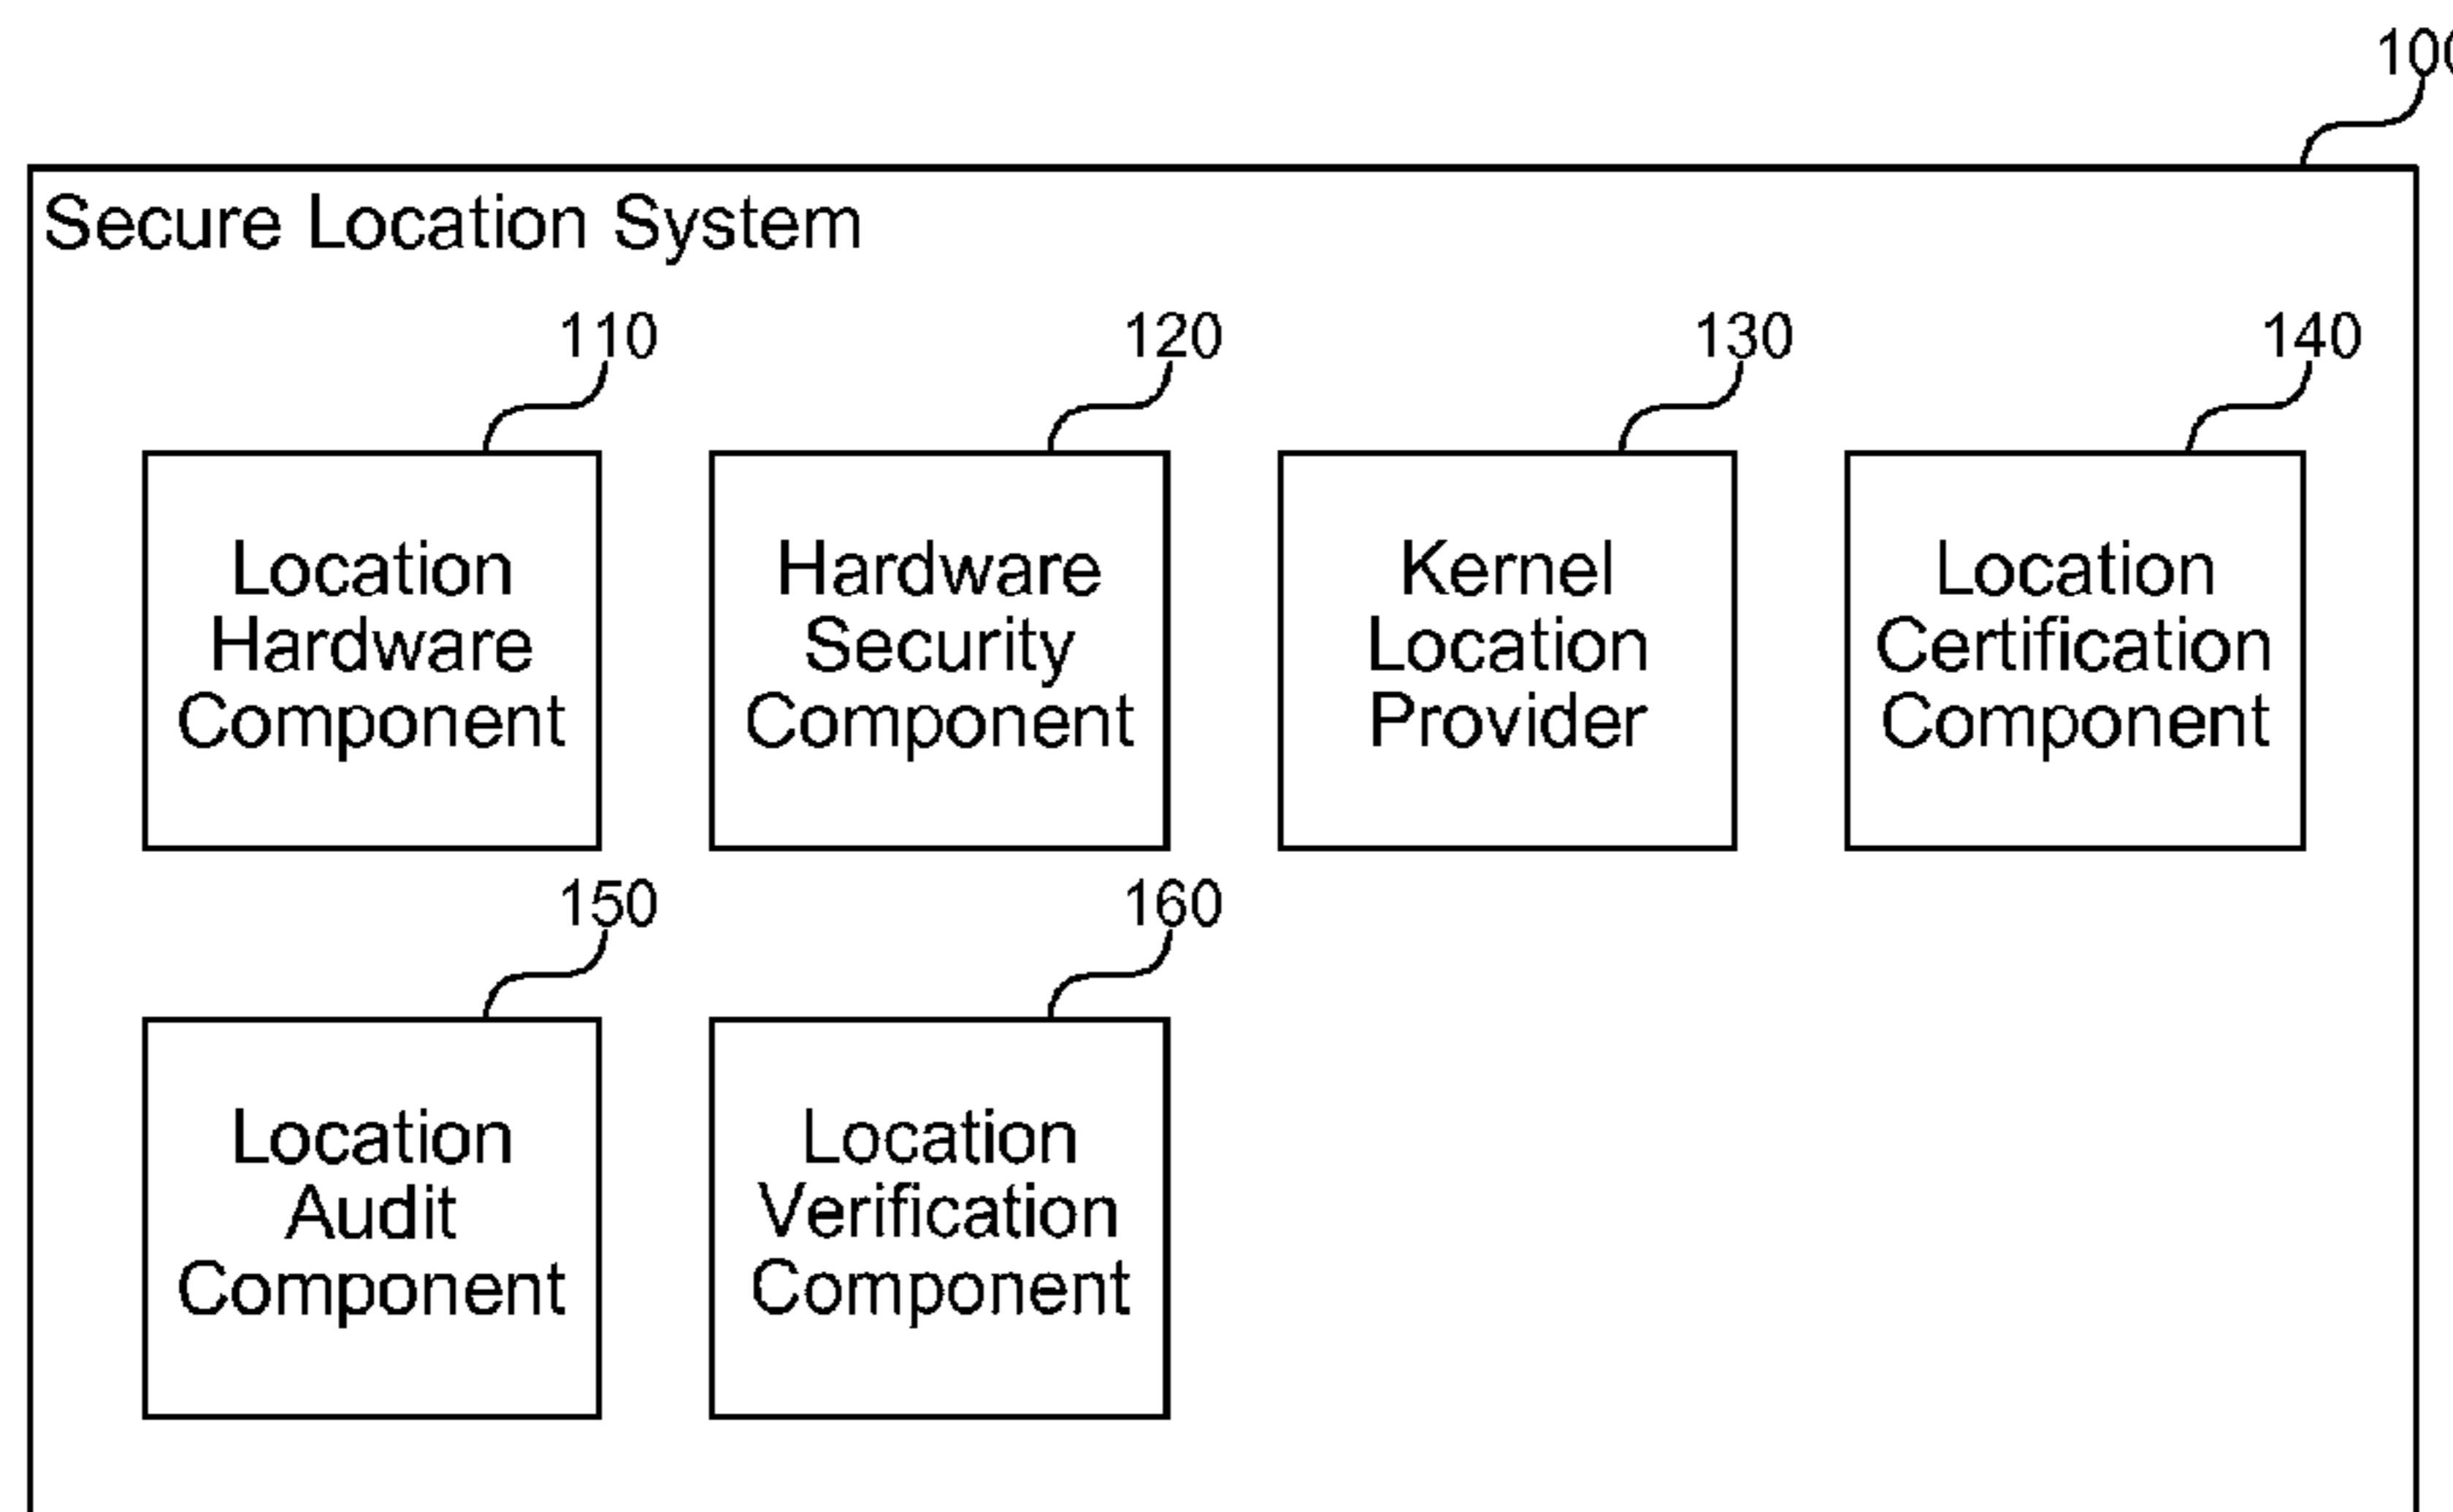 100
Secure Location System
110
120
130
140
Location
Hardware
Component
Hardware
Security
Component
Kernel
Location
Provider
Location
Certification
Component
150
160
Location
Audit
Component
Location
Verification
Component